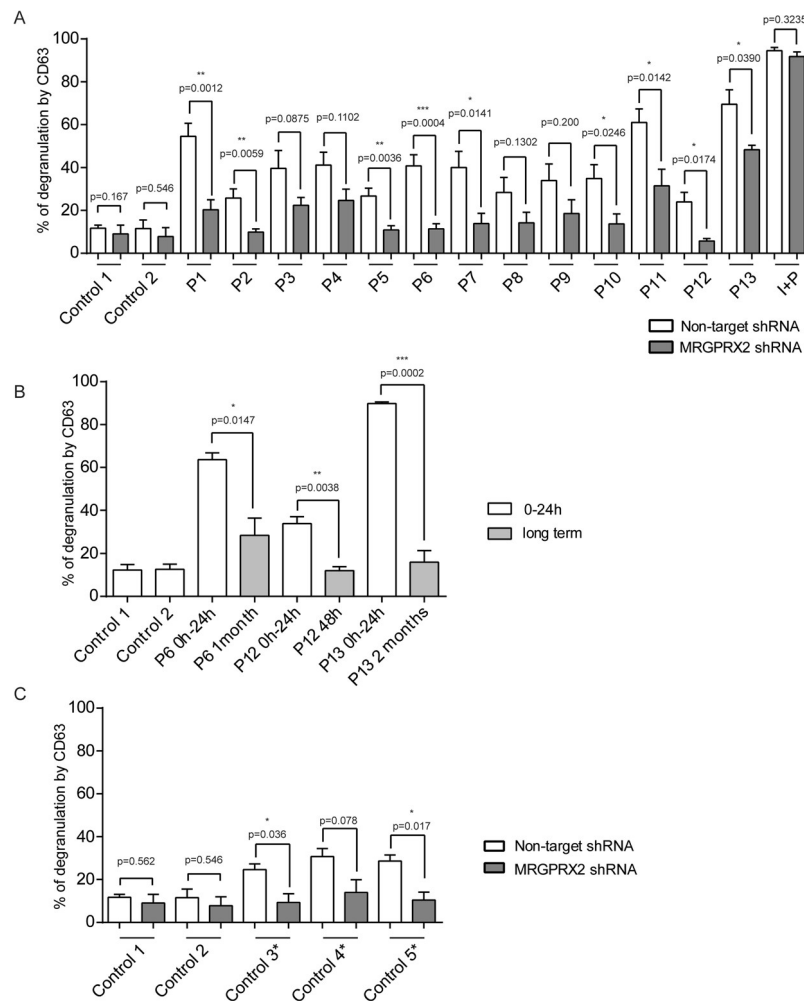 A
% of degranulation by CD63
100
80
60
40
20
0
p=0.167
p=0.546
**
p=0.0012
**
p=0.0059
p=0.0875
p=0.1102
**
p=0.0036
***
p=0.0004
*
p=0.0141
p=0.1302
p=0.200
*
p=0.0246
*
p=0.0142
*
p=0.0174
*
p=0.0390
p=0.3235
Control 1
Control 2
P1
P2
P3
P4
P5
P6
P7
P8
P9
P10
P11
P12
P13
I+P
Non-target shRNA
MRGPRX2 shRNA
B
% of degranulation by CD63
100
80
60
40
20
0
*
p=0.0147
**
p=0.0038
***
p=0.0002
Control 1
Control 2
P6 0h-24h
P6 1month
P12 0h-24h
P12 48h
P13 0h-24h
P13 2 months
0-24h
long term
C
% of degranulation by CD63
100
80
60
40
20
0
p=0.562
p=0.546
*
p=0.036
p=0.078
*
p=0.017
Control 1
Control 2
Control 3*
Control 4*
Control 5*
Non-target shRNA
MRGPRX2 shRNA